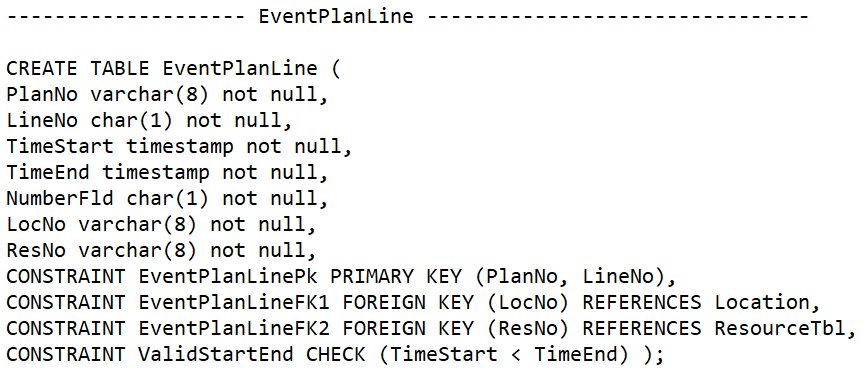 -------------------- EventPlanLine --------------------------------
CREATE TABLE EventPlanLine (
PlanNo varchar(8) not null,
LineNo char(1) not null,
TimeStart timestamp not null,
TimeEnd timestamp not null,
NumberFld char(1) not null,
LocNo varchar(8) not null,
ResNo varchar(8) not null,
CONSTRAINT EventPlanLinePk PRIMARY KEY (PlanNo, LineNo),
CONSTRAINT EventPlanLineFK1 FOREIGN KEY (LocNo) REFERENCES Location,
CONSTRAINT EventPlanLineFK2 FOREIGN KEY (ResNo) REFERENCES ResourceTbl,
CONSTRAINT ValidStartEnd CHECK (TimeStart < TimeEnd) );